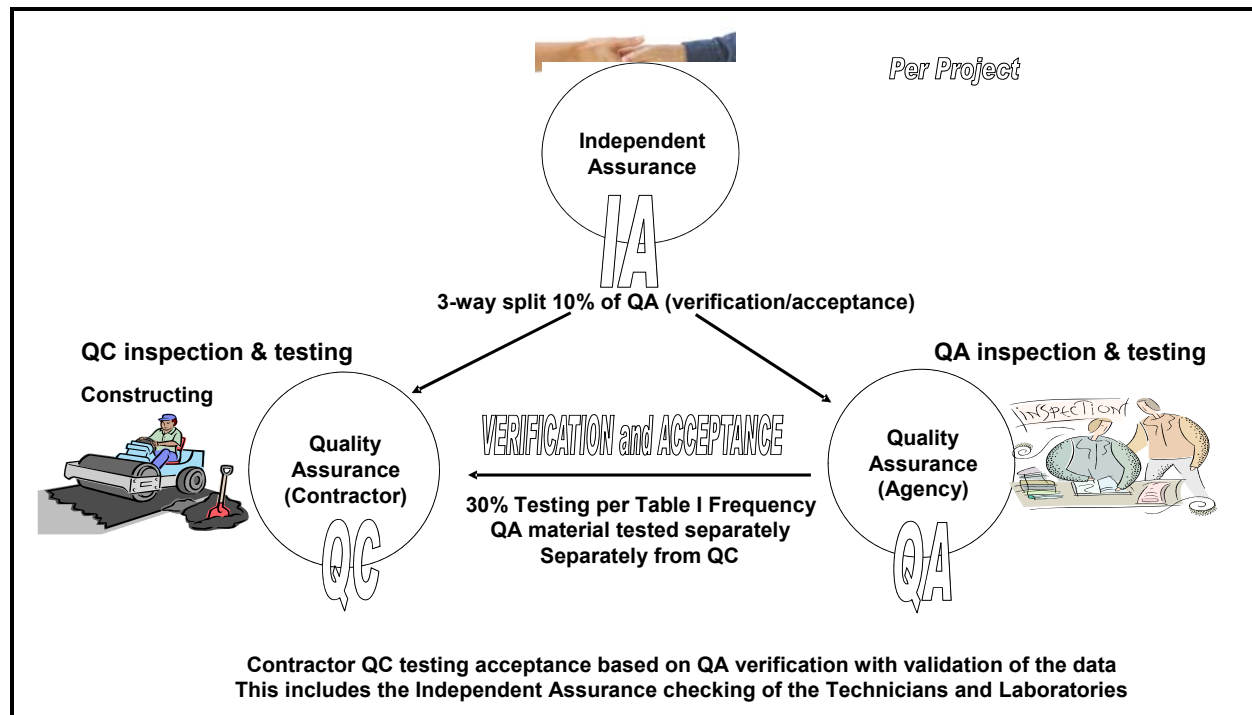 Per Project
Independent
Assurance
IA
3-way split 10% of QA (verification/acceptance)
QC inspection & testing
QA inspection & testing
Constructing
INSPECTION
VERIFICATION and ACCEPTANCE
Quality
Assurance
(Contractor)
QC
Quality
Assurance
(Agency)
QA
30% Testing per Table I Frequency
QA material tested separately
Separately from QC
Contractor QC testing acceptance based on QA verification with validation of the data
This includes the Independent Assurance checking of the Technicians and Laboratories